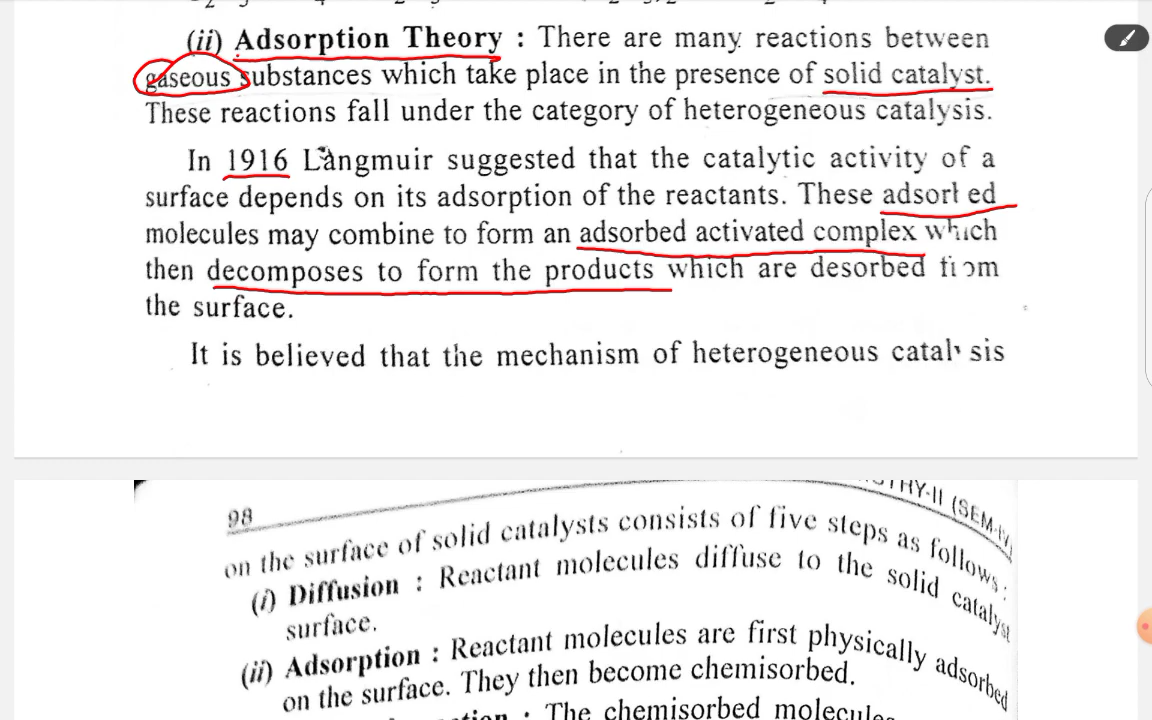 (ii) Adsorption Theory : There are many reactions between
gaseous substances which take place in the presence of solid catalyst.
These reactions fall under the category of heterogeneous catalysis.
In 1916 Langmuir suggested that the catalytic activity of a
surface depends on its adsorption of the reactants. These adsorbed
molecules may combine to form an adsorbed activated complex which
then decomposes to form the products which are desorbed from
the surface.
It is believed that the mechanism of heterogeneous catalysis
98
(SEM-IV)
on the surface of solid catalysts consists of five steps as follows :
(i) Diffusion : Reactant molecules diffuse to the solid catalyst
surface.
(ii) Adsorption : Reactant molecules are first physically adsorbed
on the surface. They then become chemisorbed.
: The chemisorbed molecules